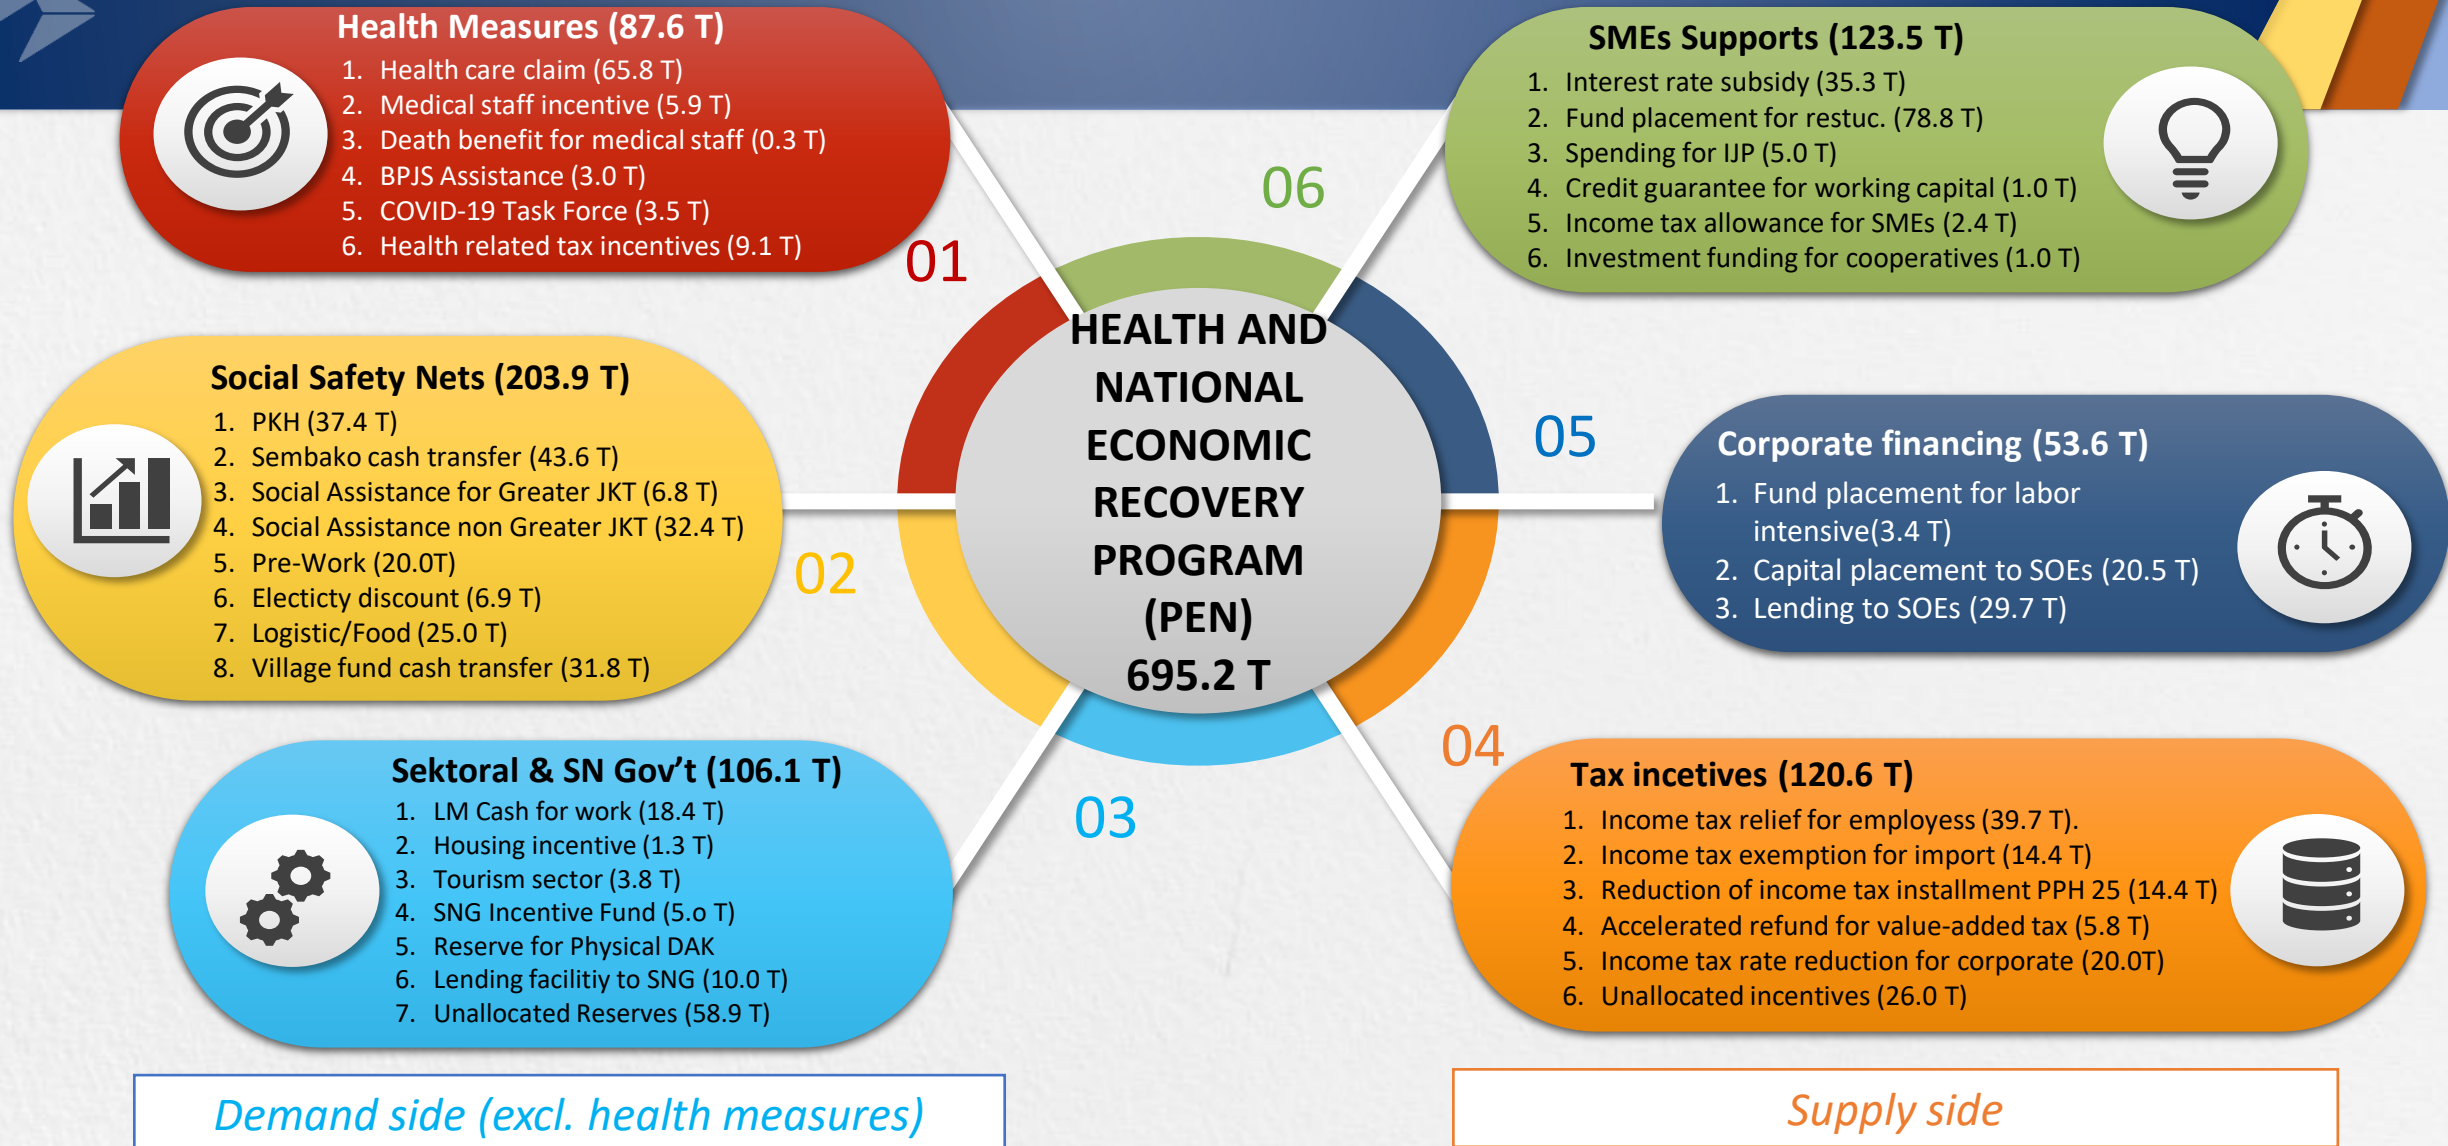 Health Measures (87.6 T)
1. Health care claim (65.8 T)
2. Medical staff incentive (5.9 T)
3. Death benefit for medical staff (0.3 T)
4. BPJS Assistance (3.0 T)
5. COVID-19 Task Force (3.5 T)
6. Health related tax incentives (9.1 T)
01
Social Safety Nets (203.9 T)
1. PKH (37.4 T)
2. Sembako cash transfer (43.6 T)
3. Social Assistance for Greater JKT (6.8 T)
4. Social Assistance non Greater JKT (32.4 T)
5. Pre-Work (20.0T)
6. Electicty discount (6.9 T)
7. Logistic/Food (25.0 T)
8. Village fund cash transfer (31.8 T)
02
Sektoral & SN Gov’t (106.1 T)
1. LM Cash for work (18.4 T)
2. Housing incentive (1.3 T)
3. Tourism sector (3.8 T)
4. SNG Incentive Fund (5.o T)
5. Reserve for Physical DAK
6. Lending facilitiy to SNG (10.0 T)
7. Unallocated Reserves (58.9 T)
03
Demand side (excl. health measures)
HEALTH AND
NATIONAL
ECONOMIC
RECOVERY
PROGRAM
(PEN)
695.2 T
06
SMEs Supports (123.5 T)
1. Interest rate subsidy (35.3 T)
2. Fund placement for restuc. (78.8 T)
3. Spending for IJP (5.0 T)
4. Credit guarantee for working capital (1.0 T)
5. Income tax allowance for SMEs (2.4 T)
6. Investment funding for cooperatives (1.0 T)
05
Corporate financing (53.6 T)
1. Fund placement for labor
intensive(3.4 T)
2. Capital placement to SOEs (20.5 T)
3. Lending to SOEs (29.7 T)
04
Tax incetives (120.6 T)
1. Income tax relief for employess (39.7 T).
2. Income tax exemption for import (14.4 T)
3. Reduction of income tax installment PPH 25 (14.4 T)
4. Accelerated refund for value-added tax (5.8 T)
5. Income tax rate reduction for corporate (20.0T)
6. Unallocated incentives (26.0 T)
Supply side